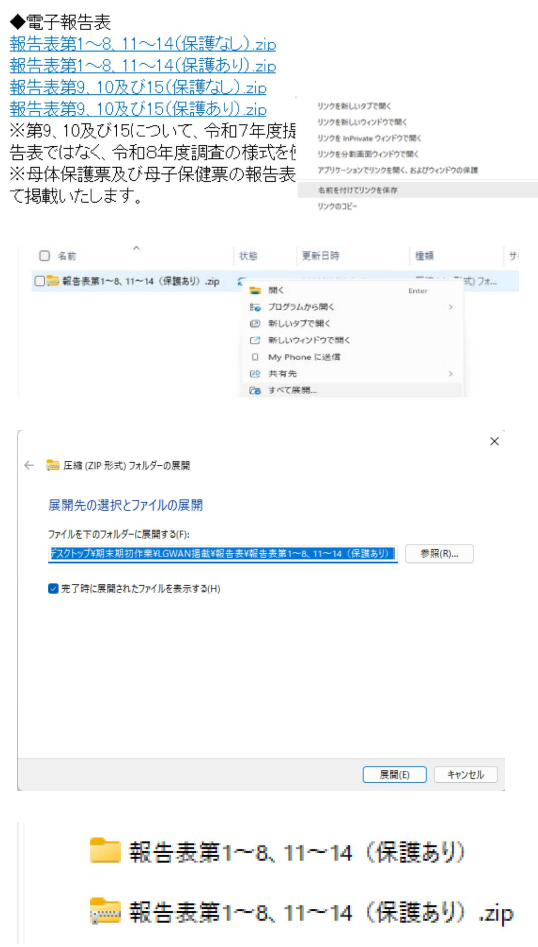 ◆電子報告表
報告表第1～8、11～14(保護なし).zip
報告表第1～8、11～14(保護あり).zip
報告表第9、10及び15(保護なし).zip
報告表第9、10及び15(保護あり).zip
※第9、10及び15について、令和7年度提
告表ではなく、令和8年度調査の様式を使
※母体保護票及び母子保健票の報告表
て掲載いたします。
リンクを新しいタブで開く
リンクを新しいウィンドウで開く
リンクを InPrivate ウィンドウで開く
リンクを分割画面ウィンドウで開く
アプリケーションでリンクを開く、およびウィンドウの保護
名前を付けてリンクを保存
リンクのコピー
名前 状態 更新日時 種類 サ
報告表第1～8、11～14（保護あり）.zip 式) フォ...
開く Enter
プログラムから開く
新しいタブで開く
新しいウィンドウで開く
My Phone に送信
共有先
すべて展開...
圧縮 (ZIP 形式) フォルダーの展開
展開先の選択とファイルの展開
ファイルを下のフォルダーに展開する(F):
デスクトップ¥期末期初作業¥LGWAN掲載¥報告表¥報告表第1～8、11～14（保護あり） 参照(R)...
完了時に展開されたファイルを表示する(H)
展開(E) キャンセル
報告表第1～8、11～14（保護あり）
報告表第1～8、11～14（保護あり）.zip